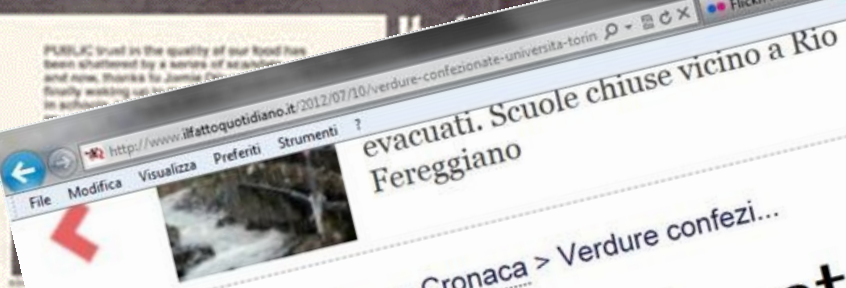 PUBLIC trust in the quality of our food has
been shattered by a series of
and now, thanks to Jamie
finally waking up to
in schools
Flickr
http://www.ilfattoquotidiano.it/2012/07/10/verdure-confezionate-universita-torin
File Modifica Visualizza Preferiti Strumenti ?
evacuati. Scuole chiuse vicino a Rio
Fereggiano
Cronaca > Verdure confezi...